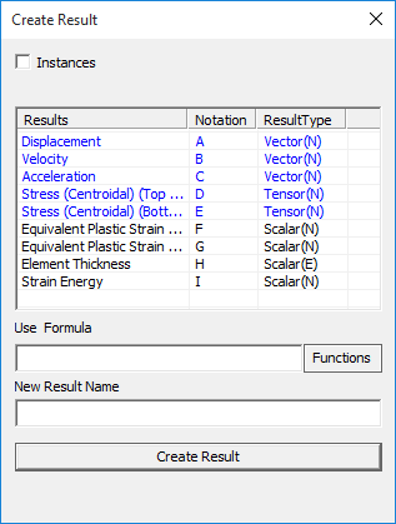 Create Result
Instances
Results Notation ResultType
Displacement A Vector(N)
Velocity B Vector(N)
Acceleration C Vector(N)
Stress (Centroidal) (Top ... D Tensor(N)
Stress (Centroidal) (Bott... E Tensor(N)
Equivalent Plastic Strain ... F Scalar(N)
Equivalent Plastic Strain ... G Scalar(N)
Element Thickness H Scalar(E)
Strain Energy I Scalar(N)
Use Formula
Functions
New Result Name
Create Result